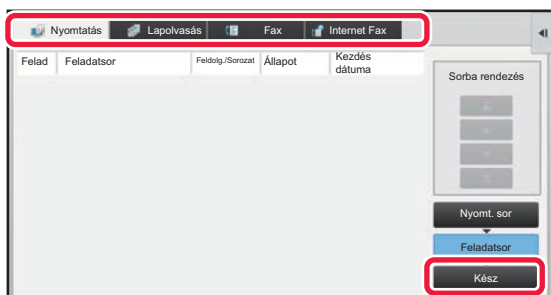 Nyomtatás Lapolvasás Fax Internet Fax
Felad Feladatsor Feldolg./Sorozat Állapot Kezdés dátuma
Sorba rendezés
Nyomt. sor
Feladatsor
Kész